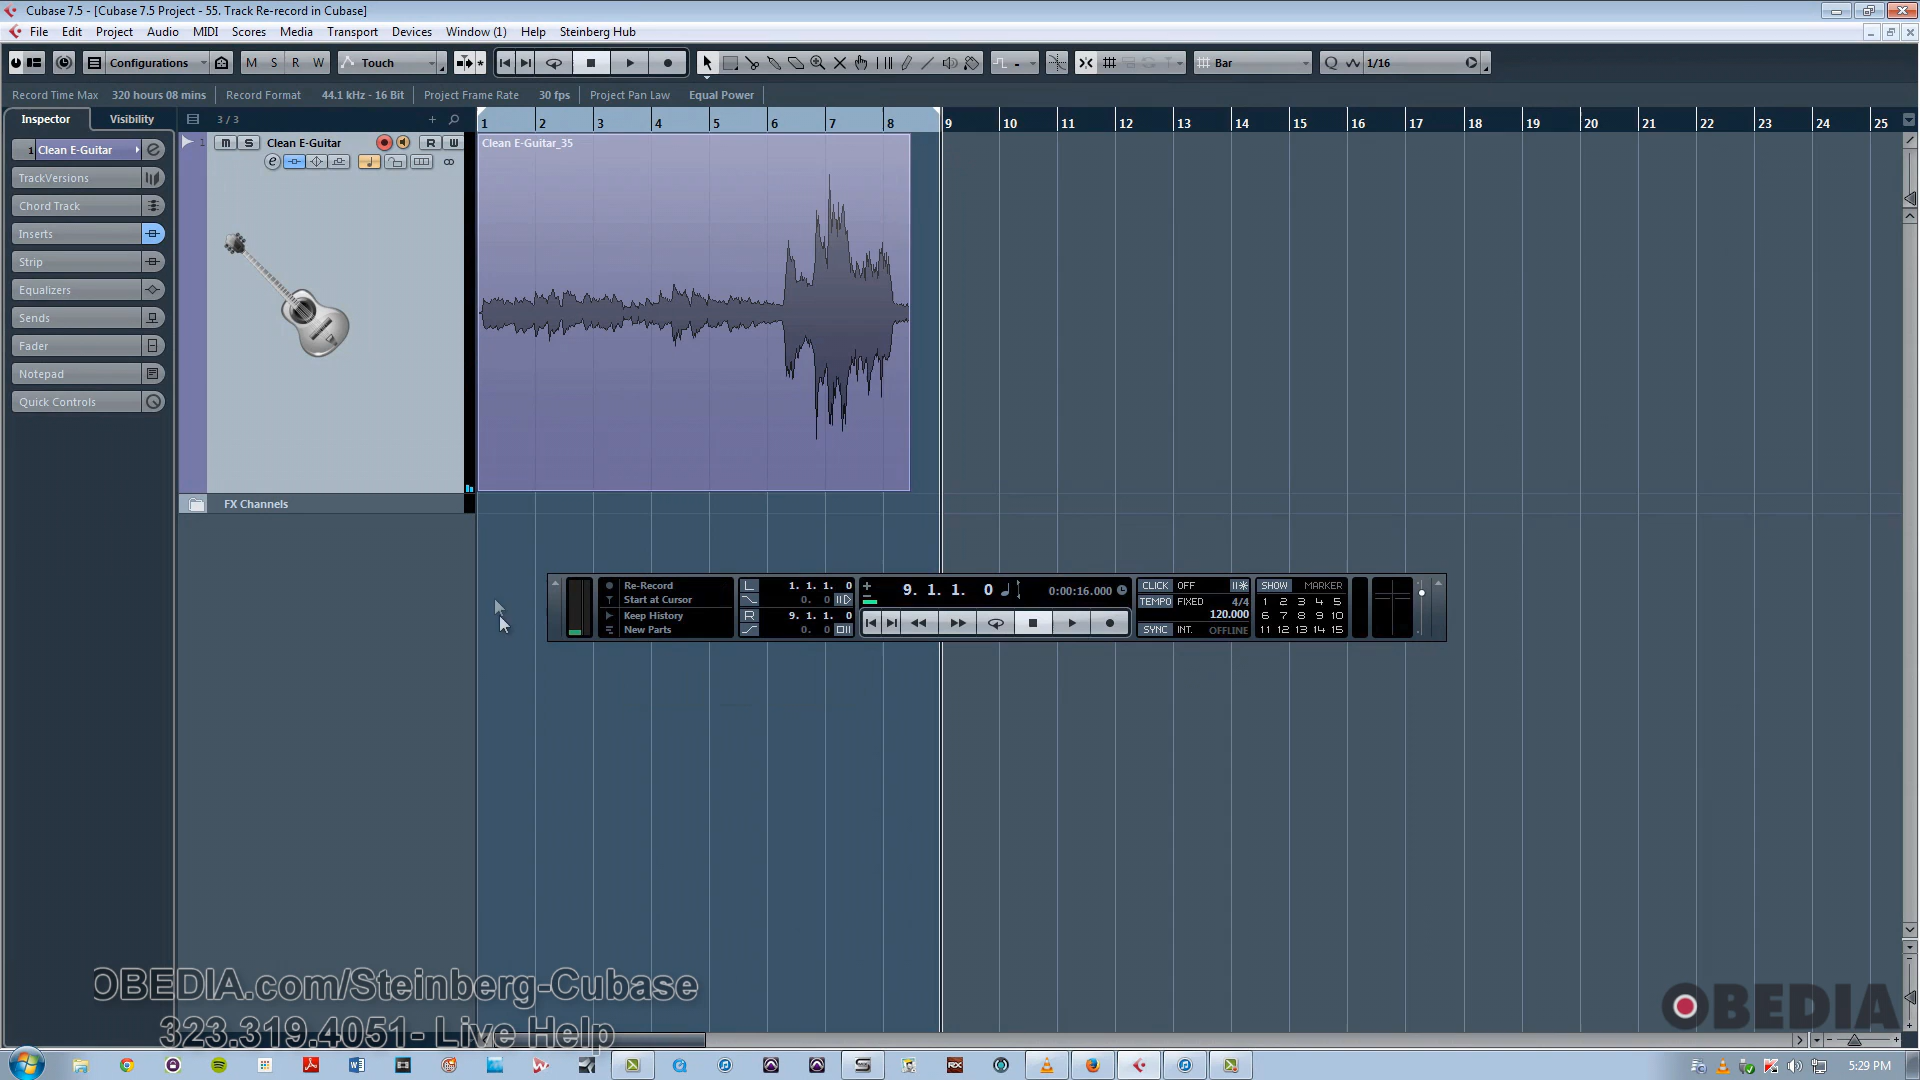 Cubase 7.5 - [Cubase 7.5 Project - 55. Track Re-record in Cubase]
File Edit Project Audio MIDI Scores Media Transport Devices Window (1) Help Steinberg Hub
Configurations M S R W Touch Bar Q 1/16
Record Time Max 320 hours 08 mins Record Format 44.1 kHz - 16 Bit Project Frame Rate 30 fps Project Pan Law Equal Power
Inspector Visibility 3 / 3
1 2 3 4 5 6 7 8 9 10 11 12 13 14 15 16 17 18 19 20 21 22 23 24 25
1 Clean E-Guitar
1 M S Clean E-Guitar R W
Clean E-Guitar_35
TrackVersions
Chord Track
Inserts
Strip
Equalizers
Sends
Fader
Notepad
Quick Controls
FX Channels
Re-Record
Start at Cursor
Keep History
New Parts
L 1. 1. 1. 0
0. 0
R 9. 1. 1. 0
0. 0
9. 1. 1. 0 0:00:16.000
CLICK OFF
TEMPO FIXED 4/4
120.000
SYNC INT. OFFLINE
SHOW MARKER
1 2 3 4 5
6 7 8 9 10
11 12 13 14 15
OBEDIA.com/Steinberg-Cubase
323.319.4051- Live Help
OBEDIA
5:29 PM